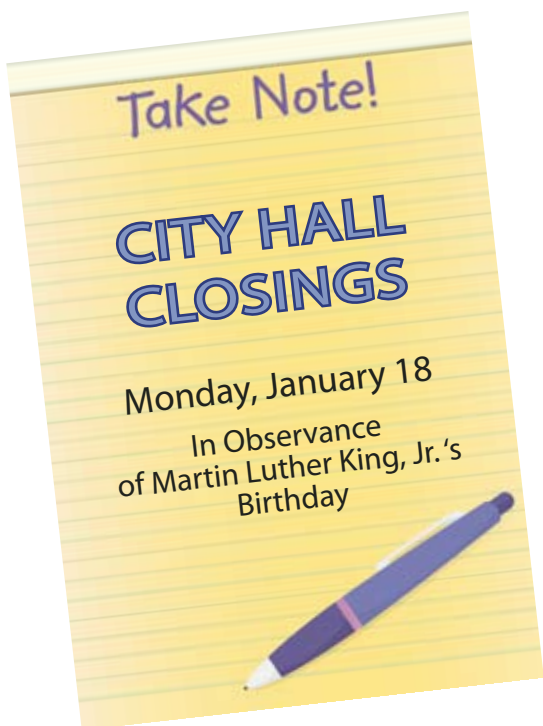 Take Note!
CITY HALL
CLOSINGS
Monday, January 18
In Observance
of Martin Luther King, Jr. ‘s
Birthday